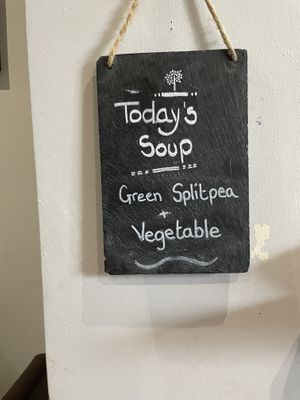 Today's
Soup
Green Splitpea
+
Vegetable